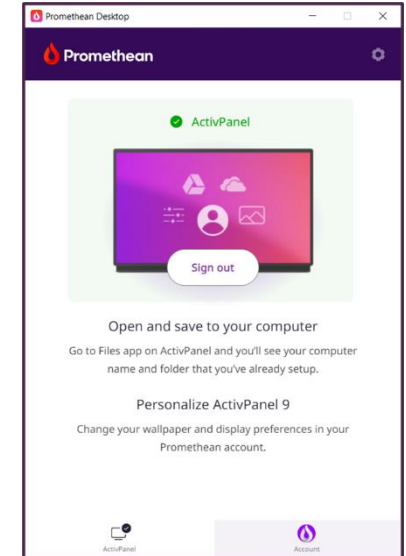 Promethean Desktop
Promethean
ActivPanel
Sign out
Open and save to your computer
Go to Files app on ActivPanel and you'll see your computer
name and folder that you've already setup.
Personalize ActivPanel 9
Change your wallpaper and display preferences in your
Promethean account.
ActivPanel
Account